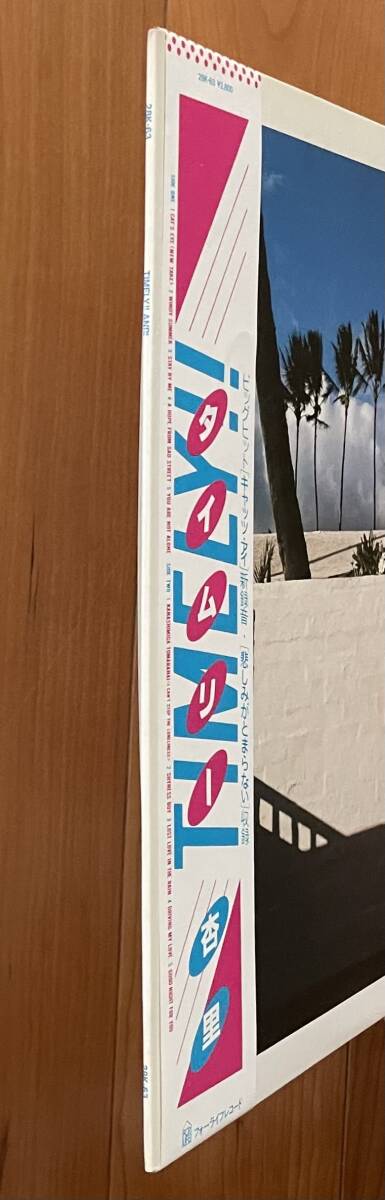 28K-63
TIMELY!! ANRI
28K-63
28K-63 ¥2,800
SIDE ONE 1 CAT'S EYE (NEW TAKE) 2 WINDY SUMMER 3 STAY BY ME 4 A HOPE FROM SAD STREET 5 YOU ARE NOT ALONE
SIDE TWO 1 KANASHIMIGA TOMARANAI <I CAN'T STOP THE LONELINESS> 2 SHYNESS BOY 3 LOST LOVE IN THE RAIN 4 DRIVING MY LOVE 5 GOOD-NIGHT FOR YOU
TIMELY!!
タイムリー
杏里
ビッグ・ヒット[キャッツ・アイ]新録音・[悲しみがとまらない]収録
フォーライフレコード